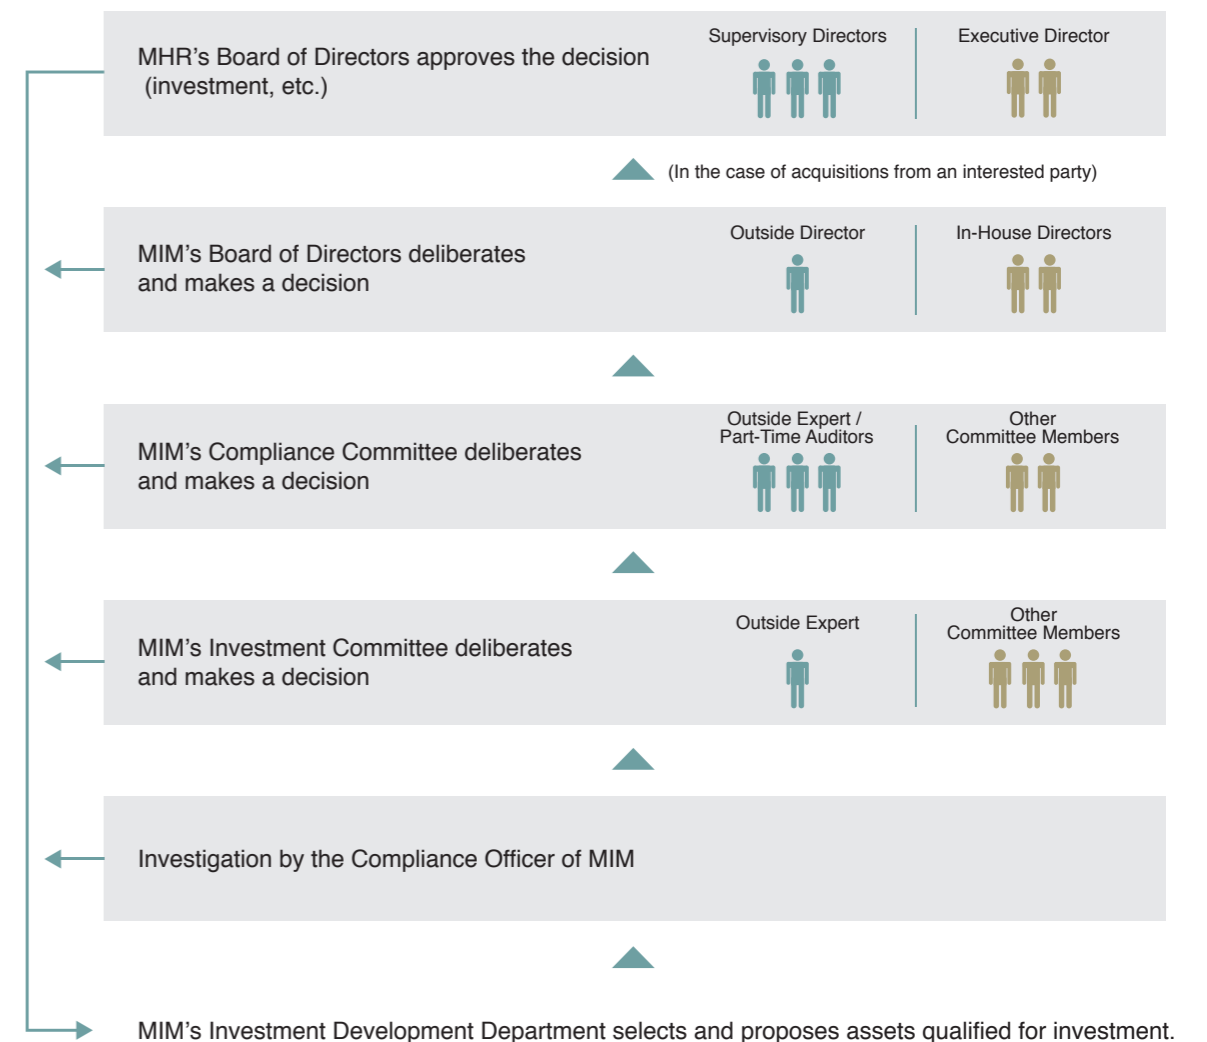 MHR’s Board of Directors approves the decision
(investment, etc.)
Supervisory Directors
Executive Director
(In the case of acquisitions from an interested party)
MIM’s Board of Directors deliberates
and makes a decision
Outside Director
In-House Directors
MIM’s Compliance Committee deliberates
and makes a decision
Outside Expert /
Part-Time Auditors
Other
Committee Members
MIM’s Investment Committee deliberates
and makes a decision
Outside Expert
Other
Committee Members
Investigation by the Compliance Officer of MIM
MIM’s Investment Development Department selects and proposes assets qualified for investment.